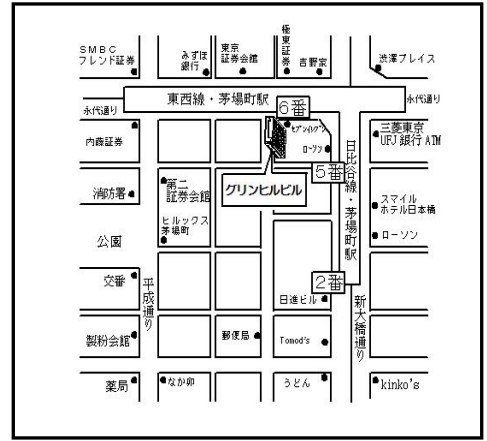 SMBC
フレンド証券
みずほ
銀行
東京
証券会館
極東証券
吉野家
渋澤プレイス
永代通り
東西線・茅場町駅
6番
永代通り
内藤証券
セブンイレブン
ローソン
三菱東京
UFJ銀行ATM
5番
日比谷線・茅場町駅
グリンヒルビル
消防署
第二
証券会館
ヒルックス
茅場町
スマイル
ホテル日本橋
ローソン
公園
交番
平成通り
2番
日進ビル
新大橋通り
製粉会館
郵便局
Tomod's
薬局
なか卯
うどん
kinko's